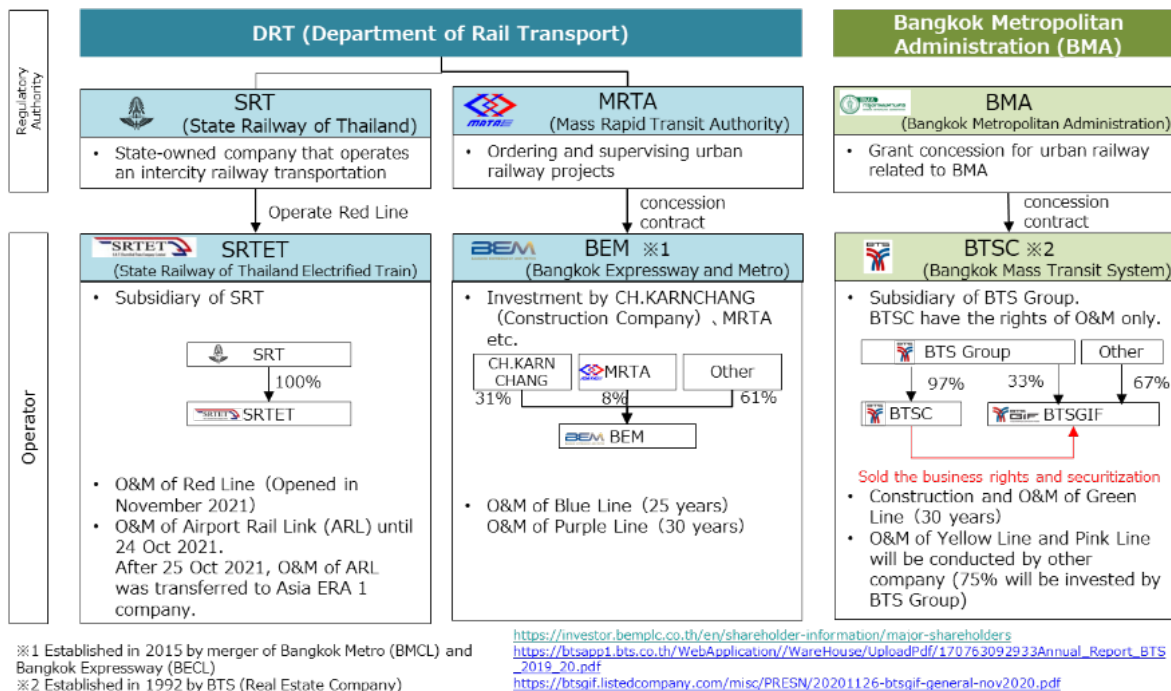 DRT (Department of Rail Transport)
Bangkok Metropolitan
Administration (BMA)
Regulatory
Authority
SRT
(State Railway of Thailand)
• State-owned company that operates
an intercity railway transportation
Operate Red Line
MRTA
MRTA
(Mass Rapid Transit Authority)
• Ordering and supervising urban
railway projects
concession
contract
BMA
(Bangkok Metropolitan Administration)
• Grant concession for urban railway
related to BMA
concession
contract
Operator
SRTET
SRTET
(State Railway of Thailand Electrified Train)
• Subsidiary of SRT
SRT
100%
SRTET
SRTET
• O&M of Red Line（Opened in
November 2021)
• O&M of Airport Rail Link (ARL) until
24 Oct 2021.
After 25 Oct 2021, O&M of ARL
was transferred to Asia ERA 1
company.
BEM
BEM ※1
(Bangkok Expressway and Metro)
• Investment by CH.KARNCHANG
（Construction Company）、MRTA
etc.
CH.KARN
CHANG
MRTA
Other
31%
8%
61%
BEM
BEM
• O&M of Blue Line (25 years)
O&M of Purple Line（30 years）
BTS
BTSC ※2
(Bangkok Mass Transit System)
• Subsidiary of BTS Group.
BTSC have the rights of O&M only.
BTS Group
Other
97%
33%
67%
BTSC
GIF
BTSGIF
Sold the business rights and securitization
• Construction and O&M of Green
Line（30 years）
• O&M of Yellow Line and Pink Line
will be conducted by other
company (75% will be invested by
BTS Group)
※1 Established in 2015 by merger of Bangkok Metro (BMCL) and
Bangkok Expressway (BECL)
※2 Established in 1992 by BTS (Real Estate Company)
https://investor.bemplc.co.th/en/shareholder-information/major-shareholders
https://btsapp1.bts.co.th/WebApplication//WareHouse/UploadPdf/170763092933Annual_Report_BTS
_2019_20.pdf
https://btsgif.listedcompany.com/misc/PRESN/20201126-btsgif-general-nov2020.pdf